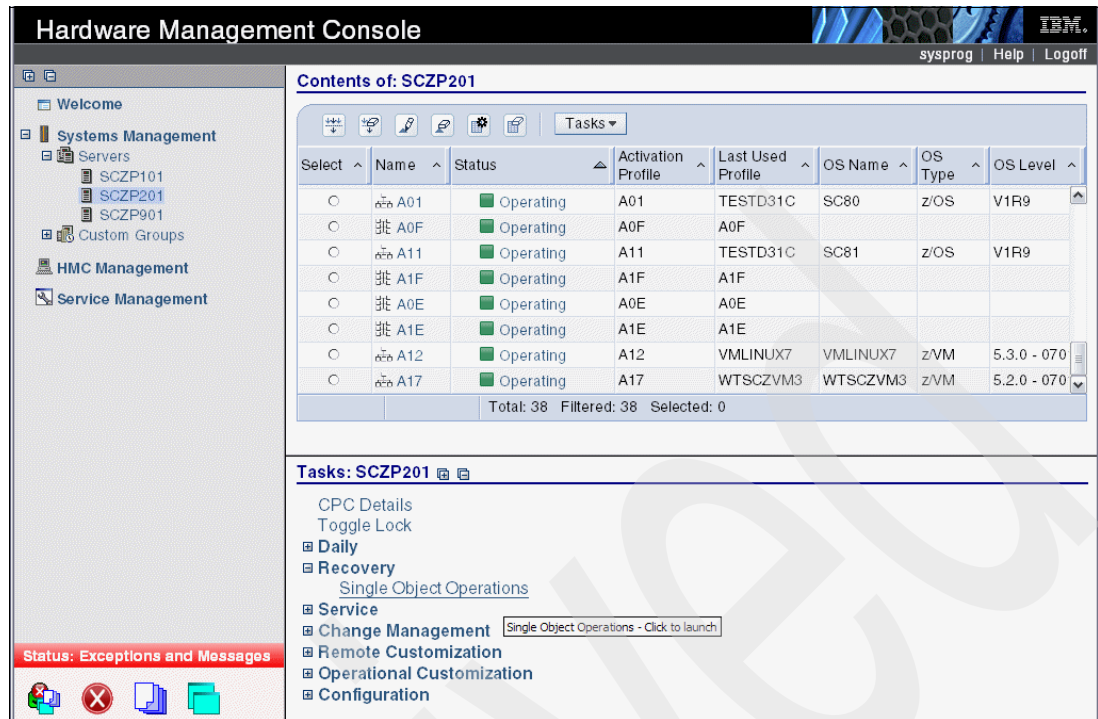 Hardware Management Console
IBM.
sysprog | Help | Logoff
Welcome
Systems Management
Servers
SCZP101
SCZP201
SCZP901
Custom Groups
HMC Management
Service Management
Status: Exceptions and Messages
Contents of: SCZP201
Tasks
Select Name Status Activation Profile Last Used Profile OS Name OS Type OS Level
A01 Operating A01 TESTD31C SC80 z/OS V1R9
A0F Operating A0F A0F
A11 Operating A11 TESTD31C SC81 z/OS V1R9
A1F Operating A1F A1F
A0E Operating A0E A0E
A1E Operating A1E A1E
A12 Operating A12 VMLINUX7 VMLINUX7 z/VM 5.3.0 - 070
A17 Operating A17 WTSCZVM3 WTSCZVM3 z/VM 5.2.0 - 070
Total: 38 Filtered: 38 Selected: 0
Tasks: SCZP201
CPC Details
Toggle Lock
Daily
Recovery
Single Object Operations
Service
Change Management
Single Object Operations - Click to launch
Remote Customization
Operational Customization
Configuration